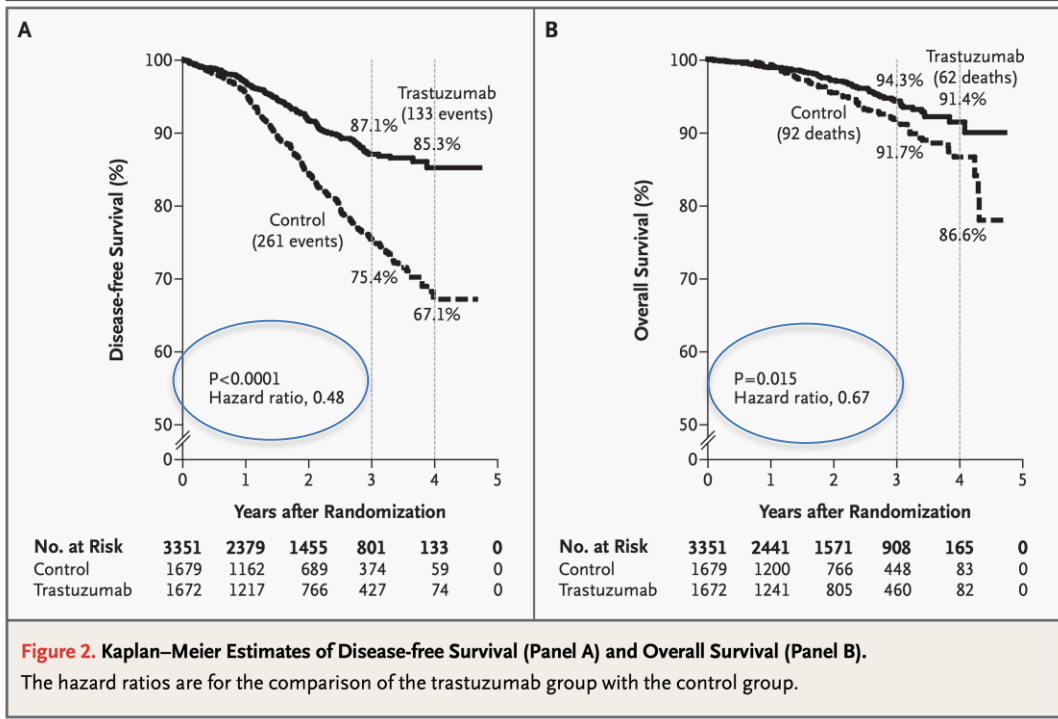 A
Disease-free Survival (%)
100
90
80
70
60
50
0
Trastuzumab
(133 events)
87.1%
85.3%
Control
(261 events)
75.4%
67.1%
P<0.0001
Hazard ratio, 0.48
0 1 2 3 4 5
Years after Randomization
No. at Risk 3351 2379 1455 801 133 0
Control 1679 1162 689 374 59 0
Trastuzumab 1672 1217 766 427 74 0
B
Overall Survival (%)
100
90
80
70
60
50
0
Trastuzumab
(62 deaths)
94.3%
91.4%
Control
(92 deaths)
91.7%
86.6%
P=0.015
Hazard ratio, 0.67
0 1 2 3 4 5
Years after Randomization
No. at Risk 3351 2441 1571 908 165 0
Control 1679 1200 766 448 83 0
Trastuzumab 1672 1241 805 460 82 0
Figure 2. Kaplan–Meier Estimates of Disease-free Survival (Panel A) and Overall Survival (Panel B).
The hazard ratios are for the comparison of the trastuzumab group with the control group.